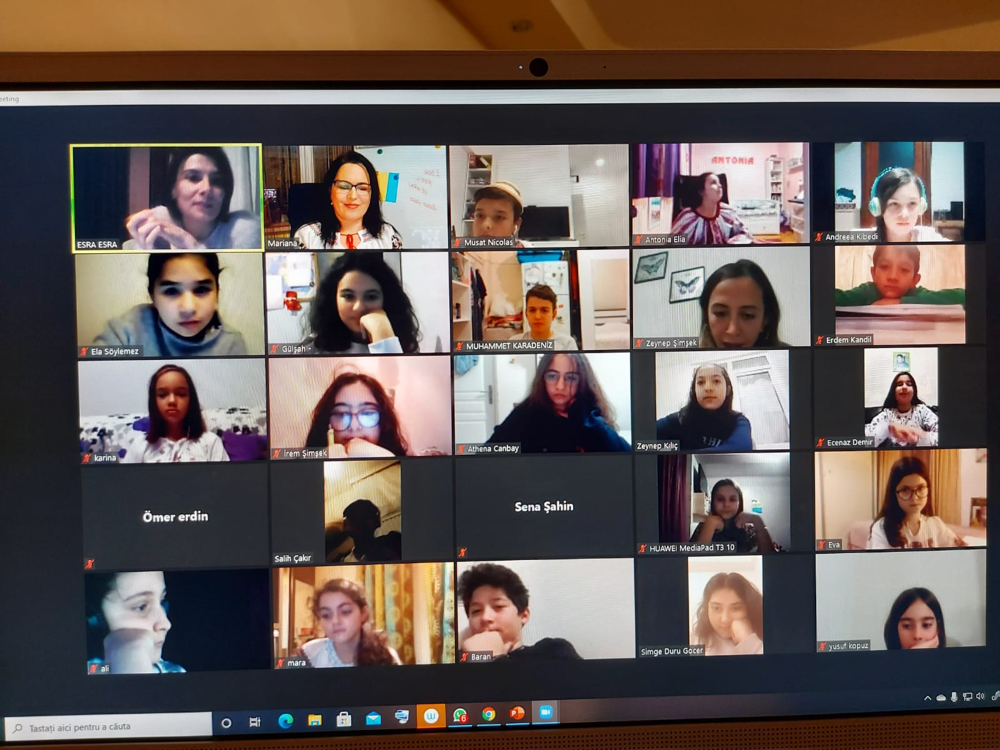 eeting
ESRA ESRA
Mariana
Musat Nicolas
ANTONIA
Antonia Elia
Andreea Kibedi
Ela Söylemez
Gülşah -
MUHAMMET KARADENİZ
Zeynep Şimşek
Erdem Kandil
karina
İrem Şimşek
Athena Canbay
Zeynep Kılıç
Ecenaz Demir
Ömer erdin
Salih Çakır
Sena Şahin
HUAWEI MediaPad T3 10
Eva
ali
mara
Baran
Simge Duru Göcer
yusuf kopuz
Tastați aici pentru a căuta
6